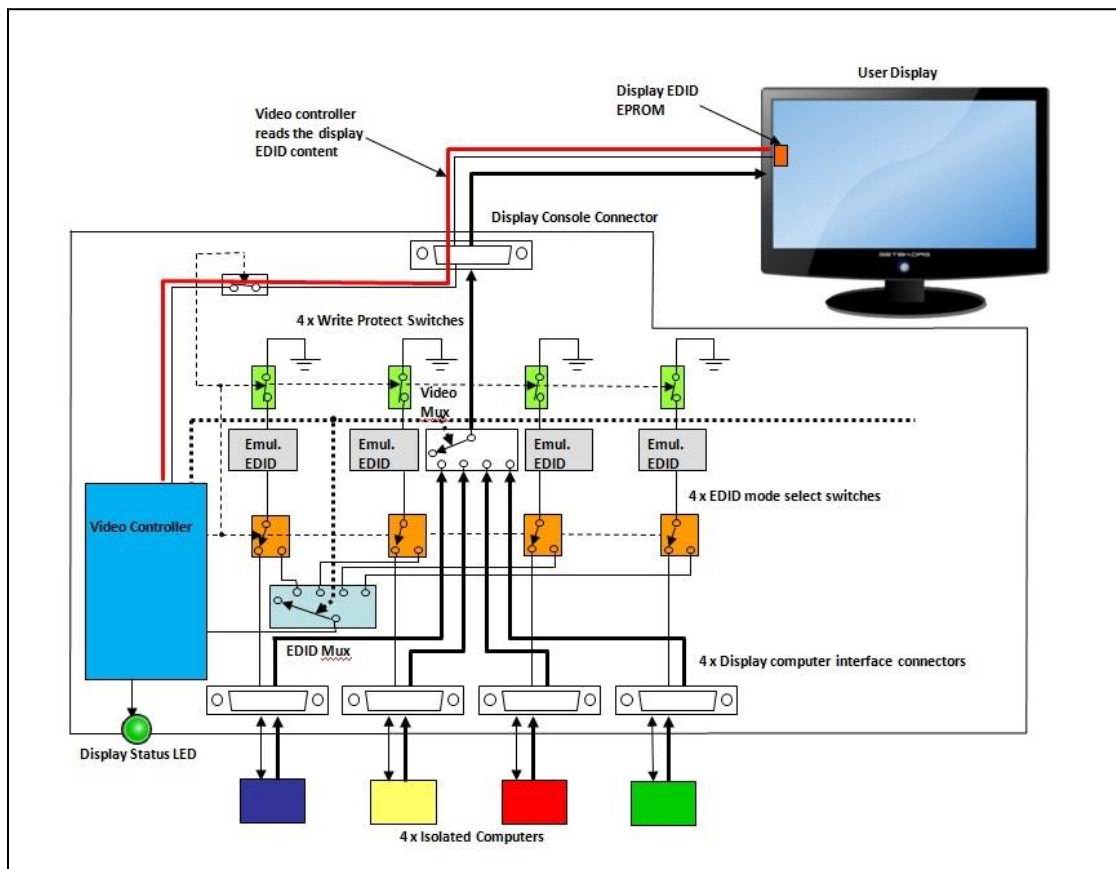 User Display
Display EDID
EPROM
Video controller
reads the display
EDID content
Display Console Connector
4 x Write Protect Switches
Video
Mux
Emul.
EDID
Emul.
EDID
Emul.
EDID
Emul.
EDID
4 x EDID mode select switches
Video Controller
EDID Mux
4 x Display computer interface connectors
Display Status LED
4 x Isolated Computers